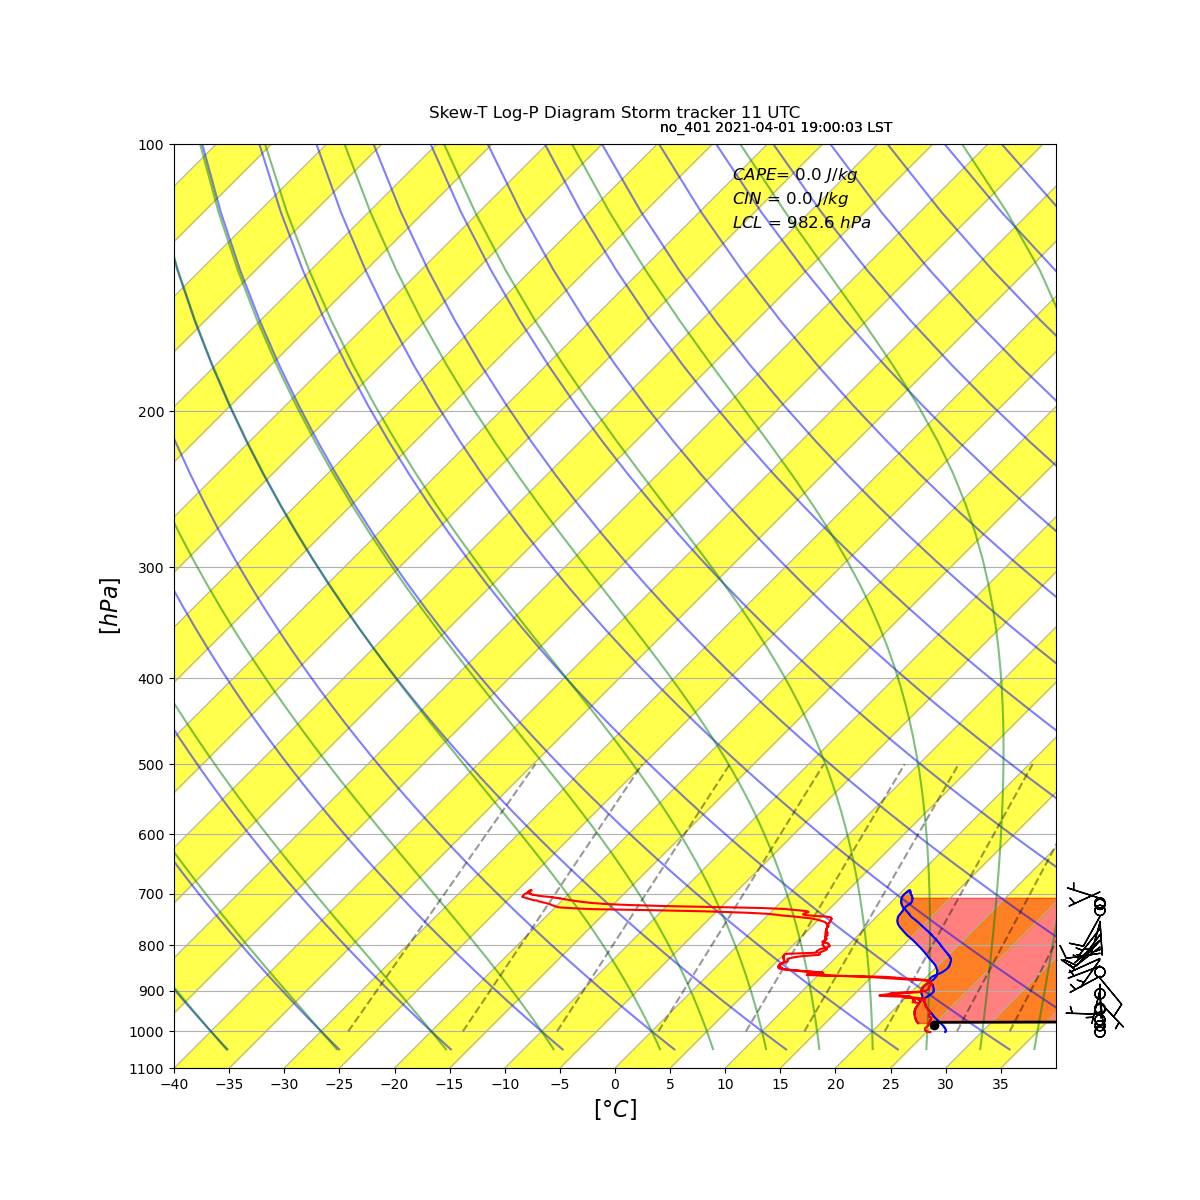 Skew-T Log-P Diagram Storm tracker 11 UTC
no_401 2021-04-01 19:00:03 LST
CAPE= 0.0 J/kg
CIN = 0.0 J/kg
LCL = 982.6 hPa
100
200
300
400
500
600
700
800
900
1000
1100
[hPa]
−40 −35 −30 −25 −20 −15 −10 −5 0 5 10 15 20 25 30 35
[°C]